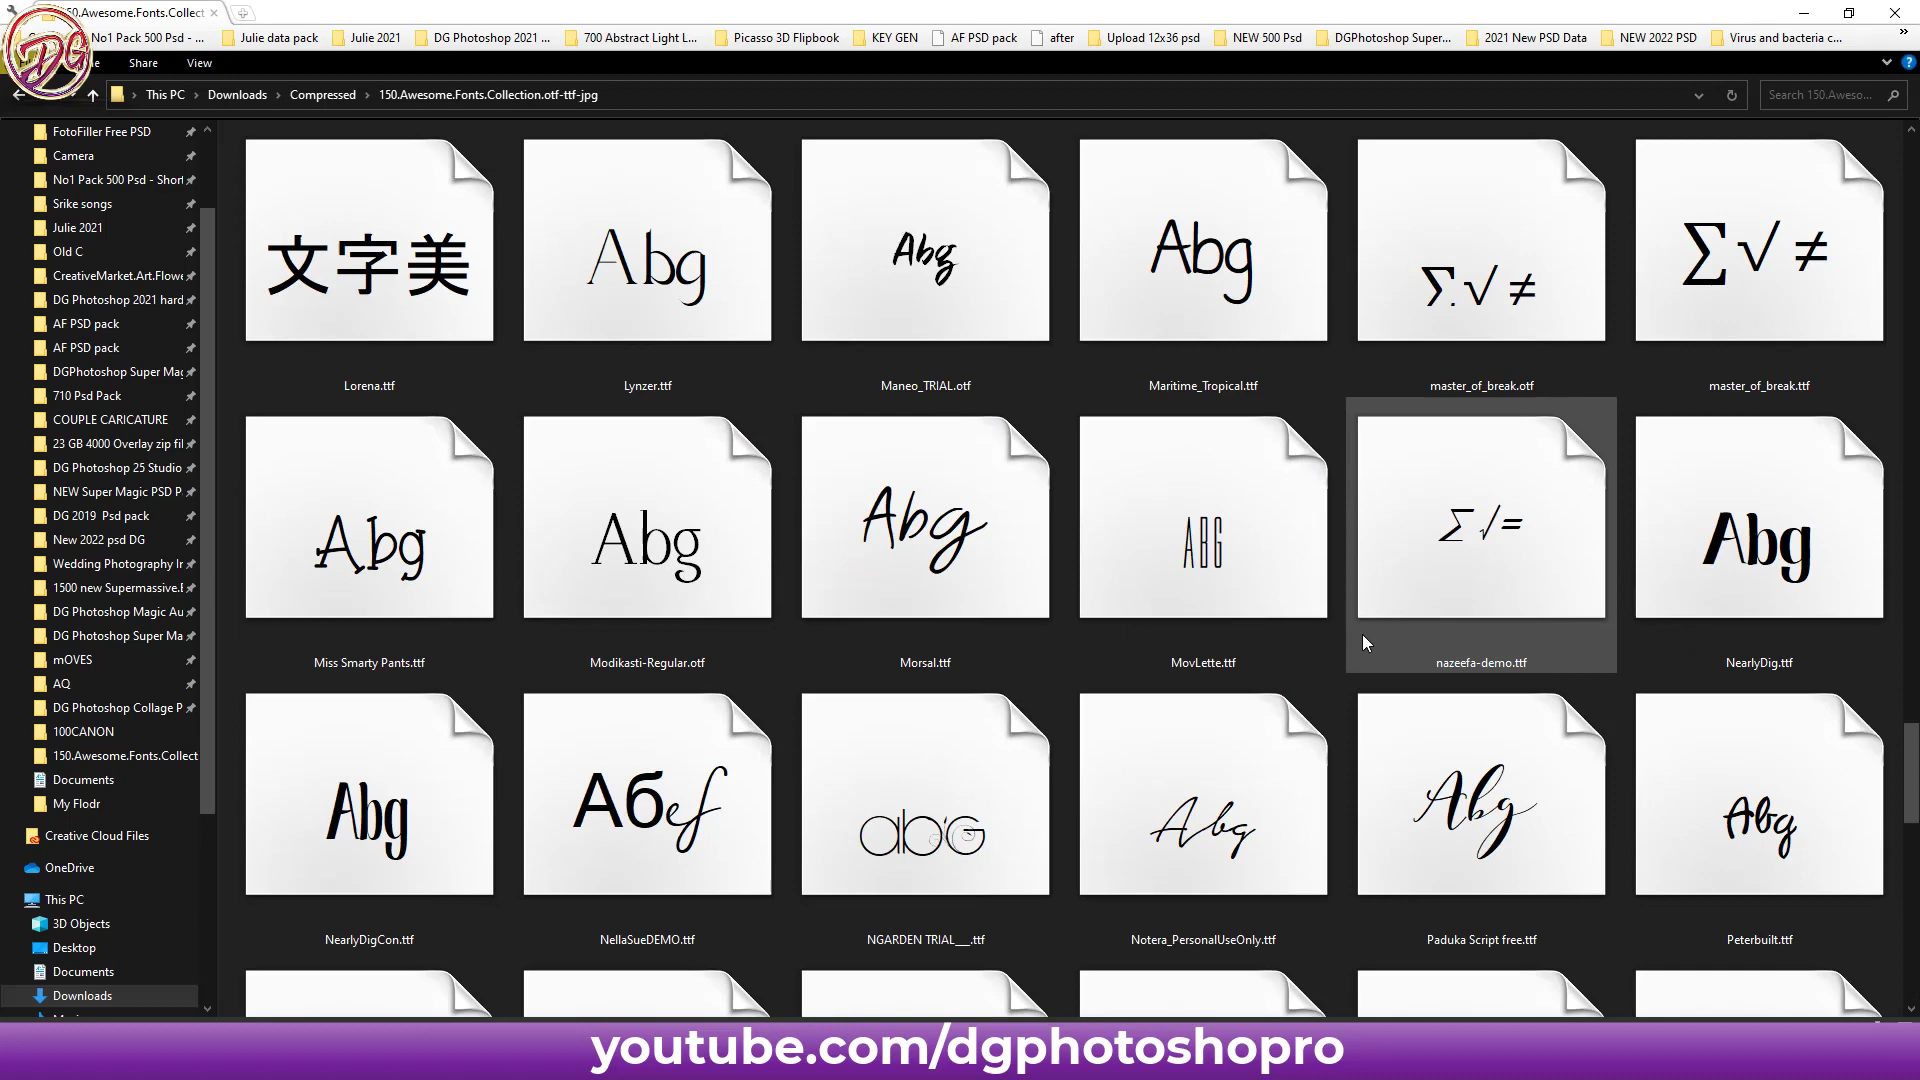 50.Awesome.Fonts.Collect
No1 Pack 500 Psd - ...
Julie data pack
Julie 2021
DG Photoshop 2021 ...
700 Abstract Light L...
Picasso 3D Flipbook
KEY GEN
AF PSD pack
after
Upload 12x36 psd
NEW 500 Psd
DGPhotoshop Super...
2021 New PSD Data
NEW 2022 PSD
Virus and bacteria c...
DG
Share
View
This PC
Downloads
Compressed
150.Awesome.Fonts.Collection.otf-ttf-jpg
Search 150.Aweso...
FotoFiller Free PSD
Camera
No1 Pack 500 Psd - Short
Srike songs
Julie 2021
Old C
CreativeMarket.Art.Flowe
DG Photoshop 2021 hard
AF PSD pack
AF PSD pack
DGPhotoshop Super Mag
710 Psd Pack
COUPLE CARICATURE
23 GB 4000 Overlay zip fil
DG Photoshop 25 Studio
NEW Super Magic PSD P
DG 2019 Psd pack
New 2022 psd DG
Wedding Photography Ir
1500 new Supermassive.E
DG Photoshop Magic Au
DG Photoshop Super Ma
mOVES
AQ
DG Photoshop Collage P
100CANON
150.Awesome.Fonts.Collect
Documents
My Flodr
Creative Cloud Files
OneDrive
This PC
3D Objects
Desktop
Documents
Downloads
文字美
Abg
Abg
Abg
Σ√≠
Σ√≠
Lorena.ttf
Lynzer.ttf
Maneo_TRIAL.otf
Maritime_Tropical.ttf
master_of_break.otf
master_of_break.ttf
Abg
Abg
Abg
ABG
Σ√=
Abg
Miss Smarty Pants.ttf
Modikasti-Regular.otf
Morsal.ttf
MovLette.ttf
nazeefa-demo.ttf
NearlyDig.ttf
Abg
Абef
abG
Abg
Abg
Abg
NearlyDigCon.ttf
NellaSueDEMO.ttf
NGARDEN TRIAL__.ttf
Notera_PersonalUseOnly.ttf
Paduka Script free.ttf
Peterbuilt.ttf
youtube.com/dgphotoshopro